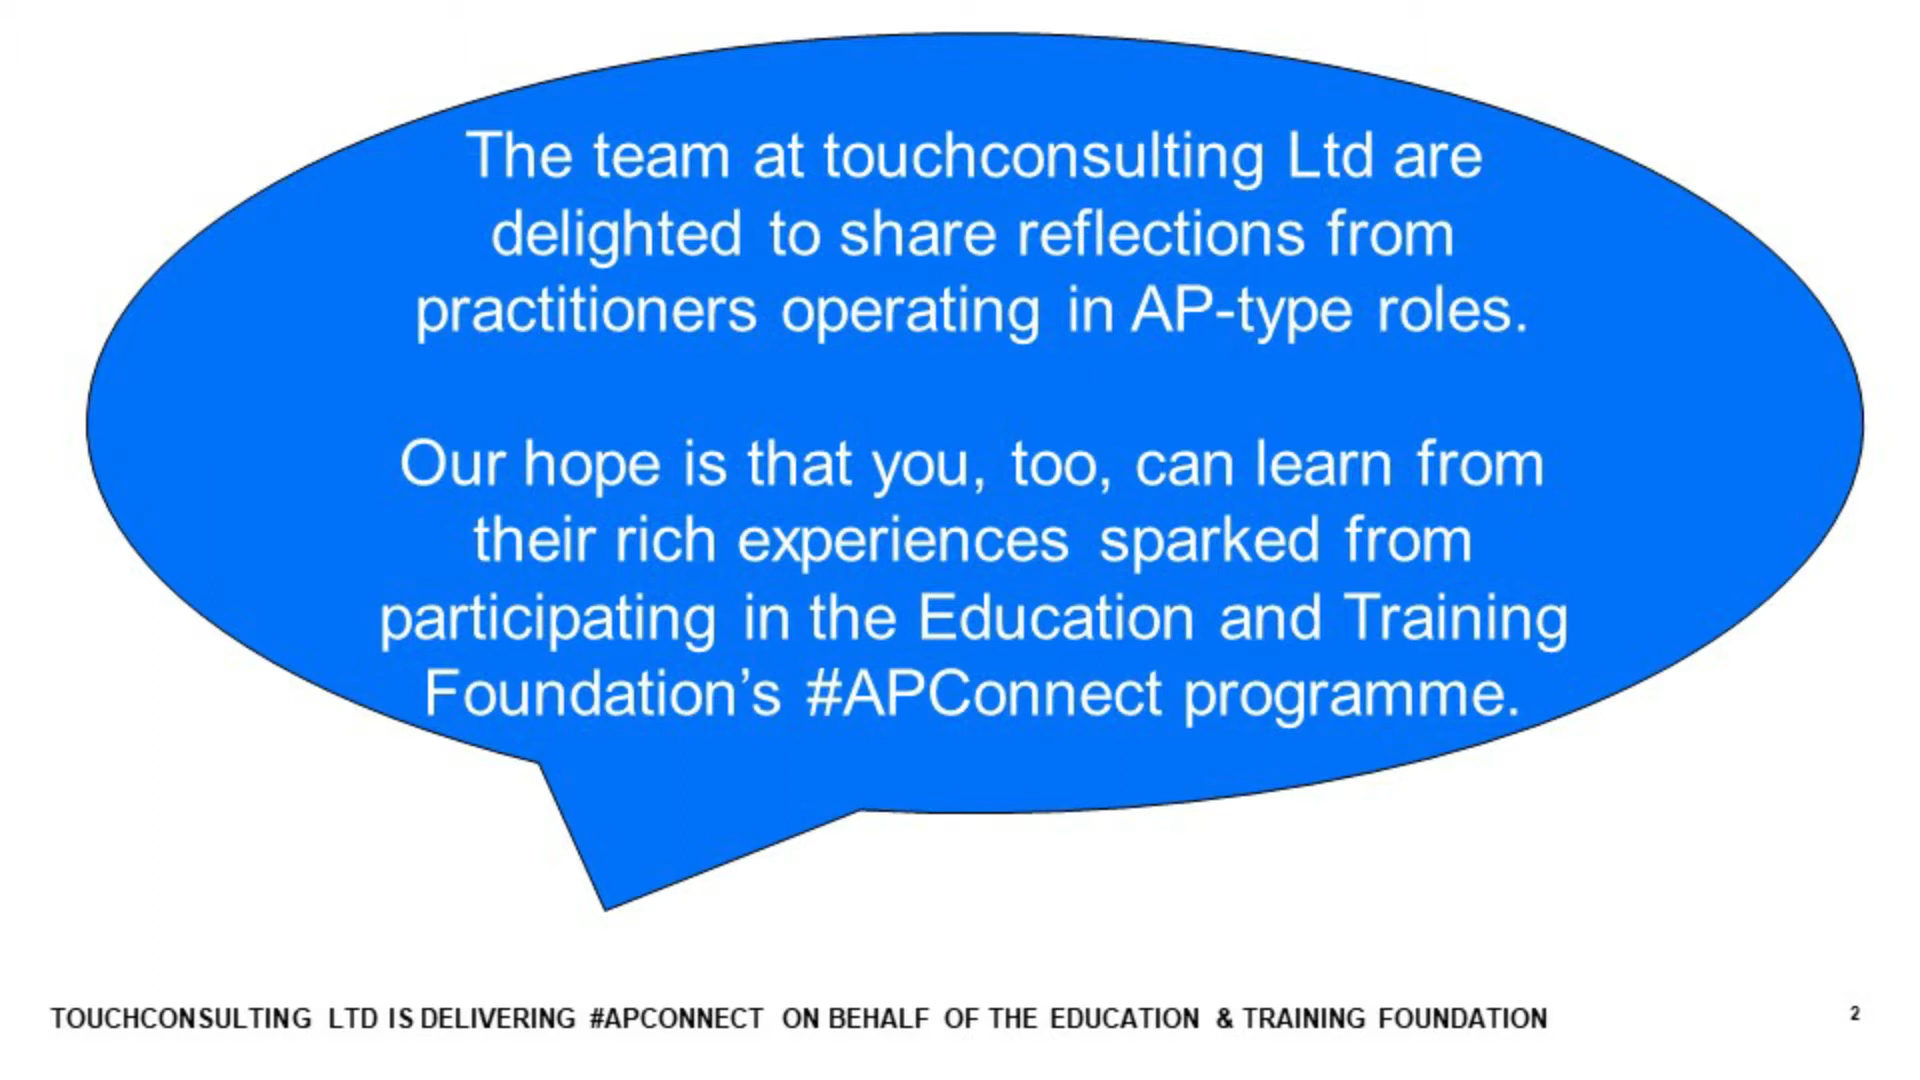 The team at touchconsulting Ltd are
delighted to share reflections from
practitioners operating in AP-type roles.
Our hope is that you, too, can learn from
their rich experiences sparked from
participating in the Education and Training
Foundation’s #APConnect programme.
TOUCHCONSULTING LTD IS DELIVERING #APCONNECT ON BEHALF OF THE EDUCATION & TRAINING FOUNDATION
2